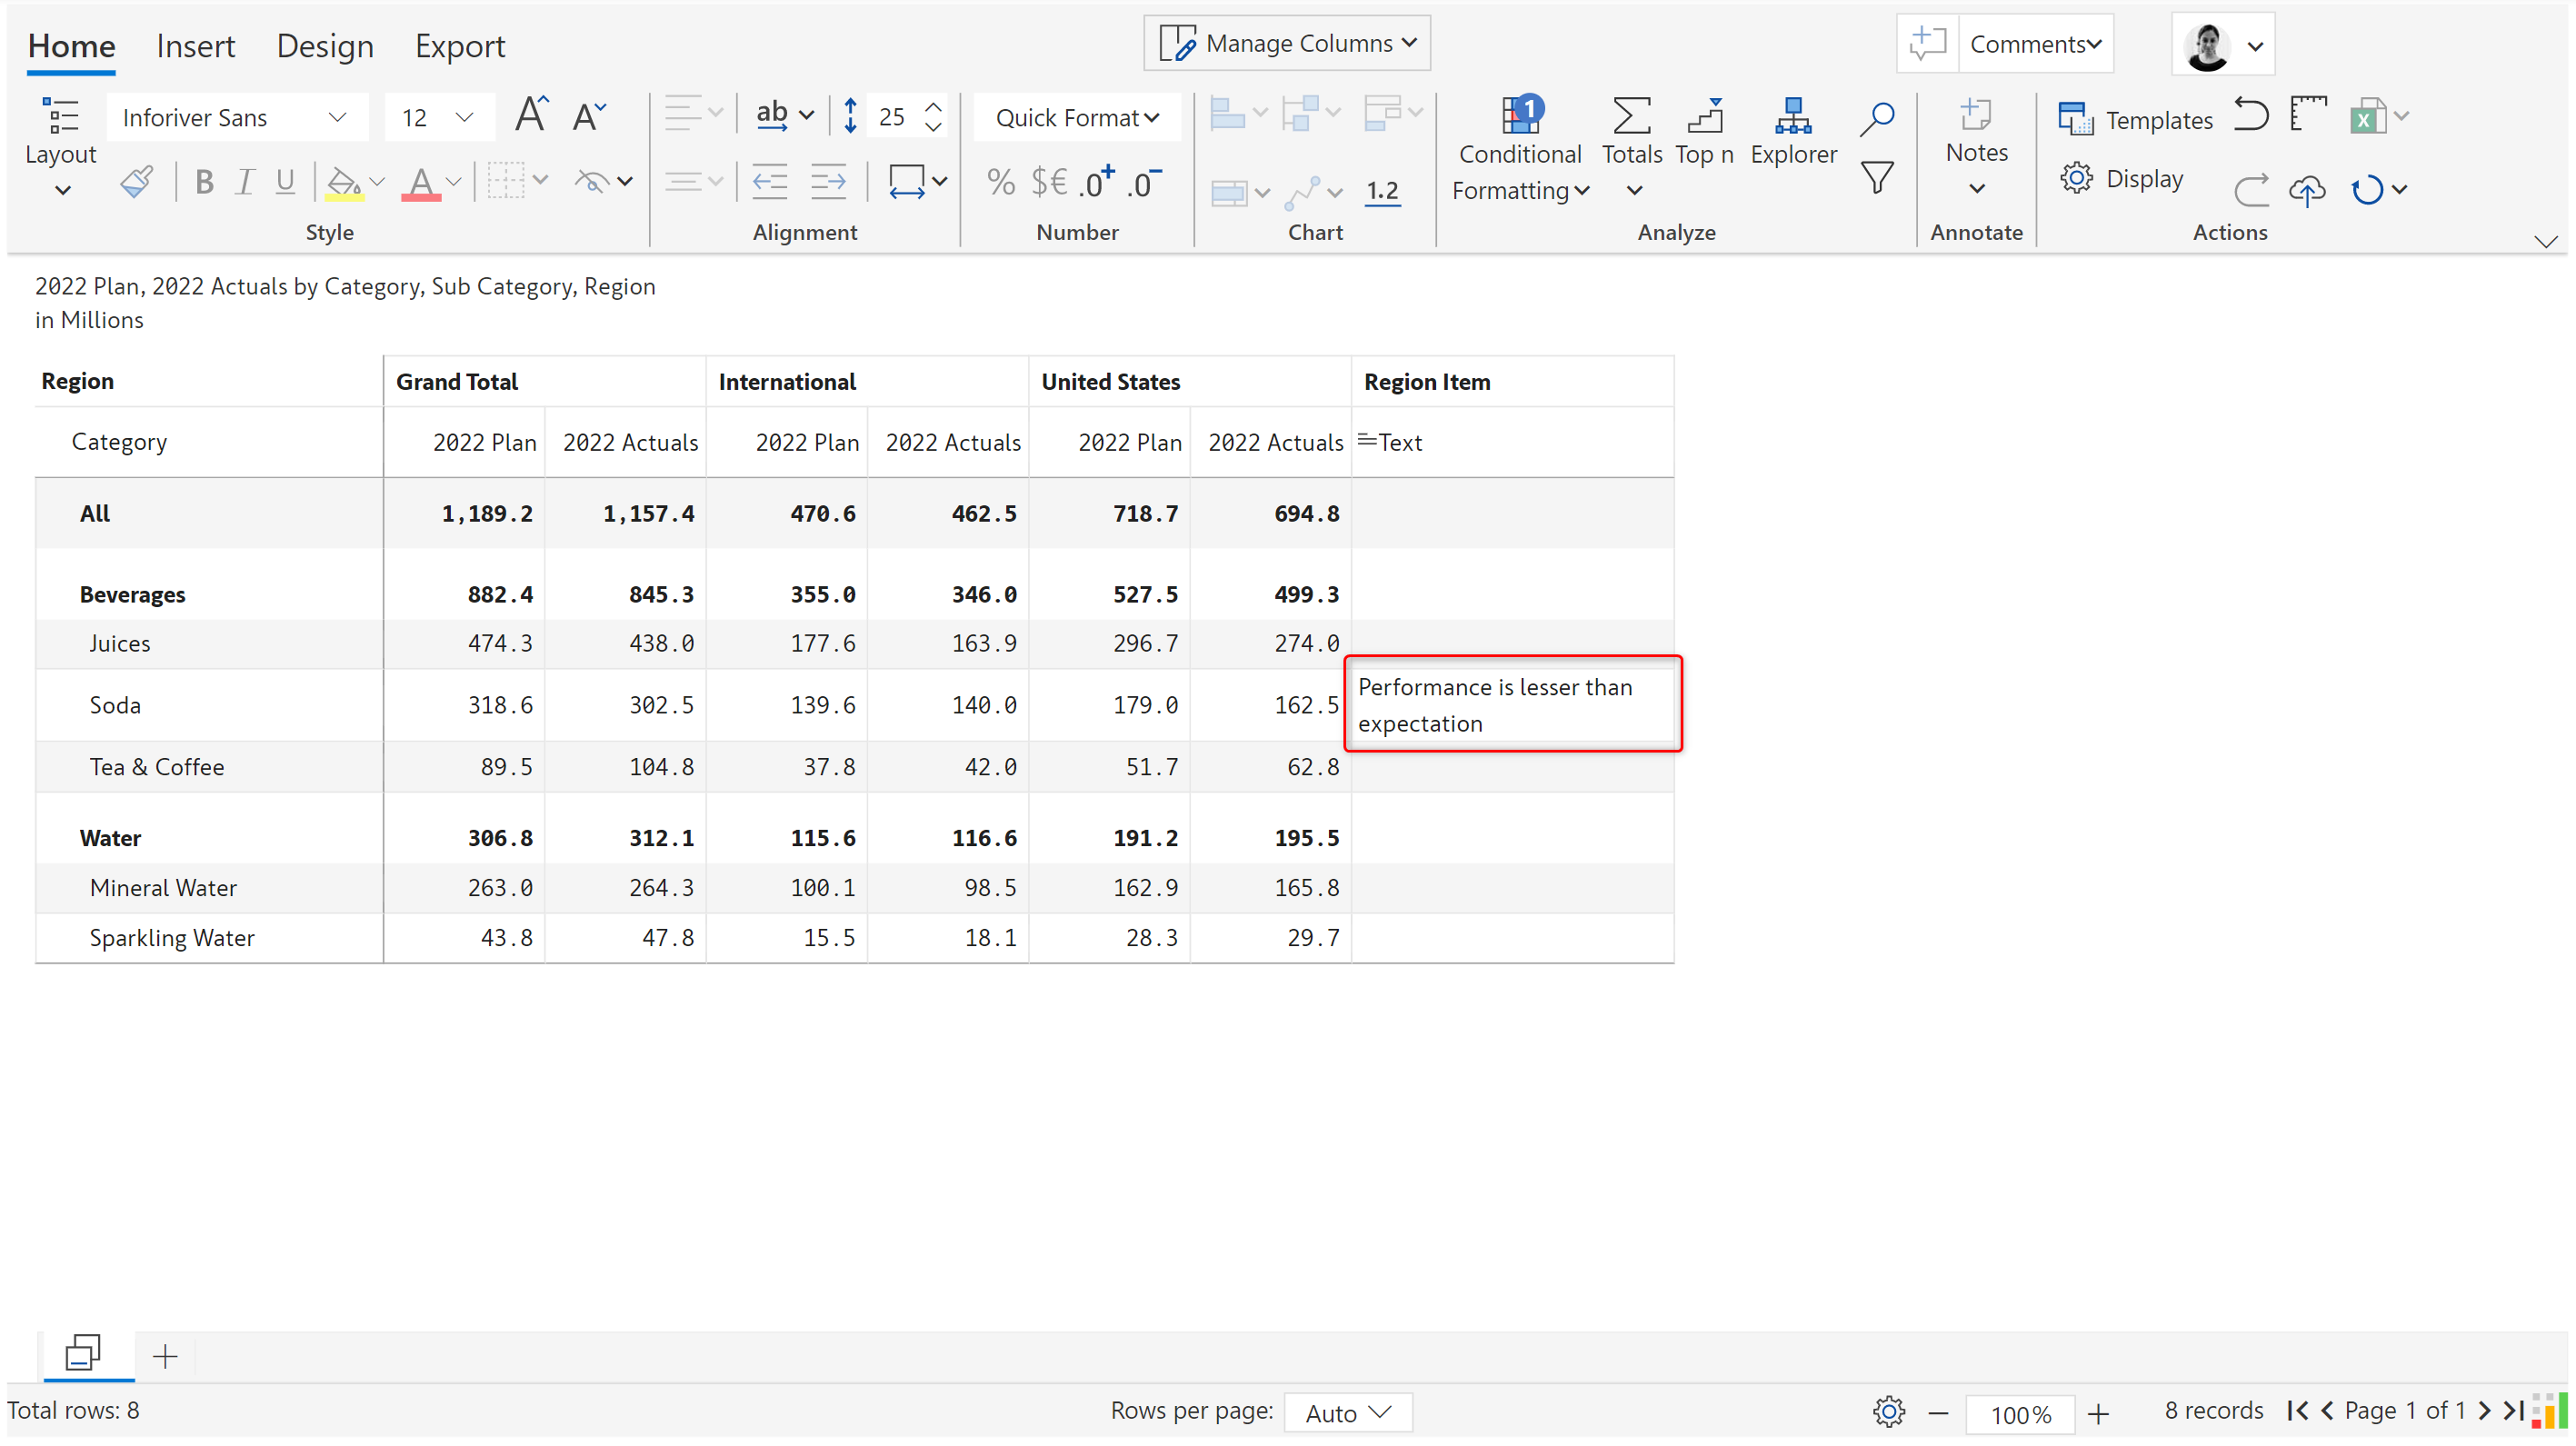 Home Insert Design Export Manage Columns Comments
Inforiver Sans 12 A A ab 25 Quick Format 1 Templates
Layout Conditional Totals Top n Explorer Notes
B I U A % $€ .0+ .0− 1.2 Formatting Display
Style Alignment Number Chart Analyze Annotate Actions
2022 Plan, 2022 Actuals by Category, Sub Category, Region
in Millions
Region Grand Total International United States Region Item
Category 2022 Plan 2022 Actuals 2022 Plan 2022 Actuals 2022 Plan 2022 Actuals Text
All 1,189.2 1,157.4 470.6 462.5 718.7 694.8
Beverages 882.4 845.3 355.0 346.0 527.5 499.3
Juices 474.3 438.0 177.6 163.9 296.7 274.0
Soda 318.6 302.5 139.6 140.0 179.0 162.5 Performance is lesser than
expectation
Tea & Coffee 89.5 104.8 37.8 42.0 51.7 62.8
Water 306.8 312.1 115.6 116.6 191.2 195.5
Mineral Water 263.0 264.3 100.1 98.5 162.9 165.8
Sparkling Water 43.8 47.8 15.5 18.1 28.3 29.7
Total rows: 8 Rows per page: Auto 100% 8 records Page 1 of 1